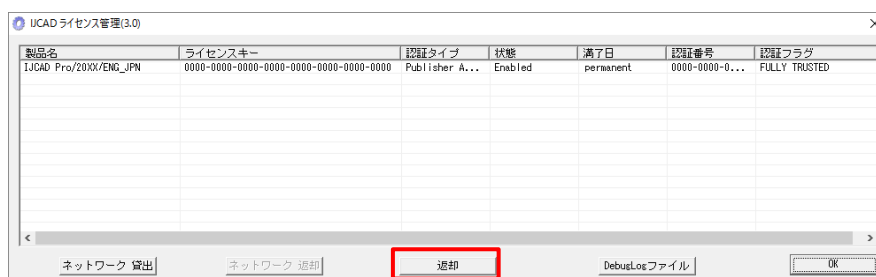 IJCAD ライセンス管理(3.0)
製品名 ライセンスキー 認証タイプ 状態 満了日 認証番号 認証フラグ
IJCAD Pro/20XX/ENG_JPN 0000-0000-0000-0000-0000-0000-0000 Publisher A... Enabled permanent 0000-0000-0... FULLY TRUSTED
ネットワーク 貸出 ネットワーク 返却 返却 DebugLogファイル OK